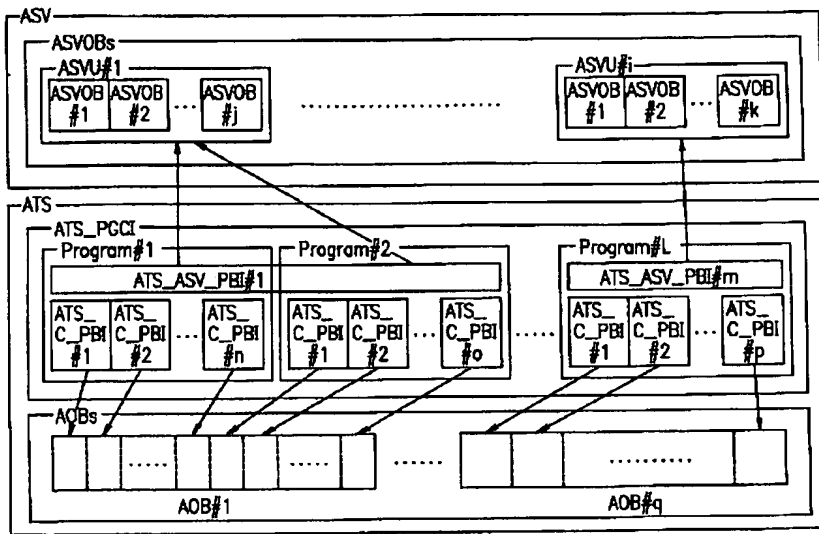 ASV
ASVOBs
ASVU#1
ASVOB #1
ASVOB #2
...
ASVOB #j
....................
ASVU#i
ASVOB #1
ASVOB #2
...
ASVOB #k
ATS
ATS_PGCI
Program#1
Program#2
Program#L
ATS_ASV_PBI#1
ATS_ASV_PBI#m
ATS_ C_PBI #1
ATS_ C_PBI #2
...
ATS_ C_PBI #n
ATS_ C_PBI #1
ATS_ C_PBI #2
...
ATS_ C_PBI #o
......
ATS_ C_PBI #1
ATS_ C_PBI #2
...
ATS_ C_PBI #p
AOBs
.....
.....
......
..........
AOB#1
AOB#q